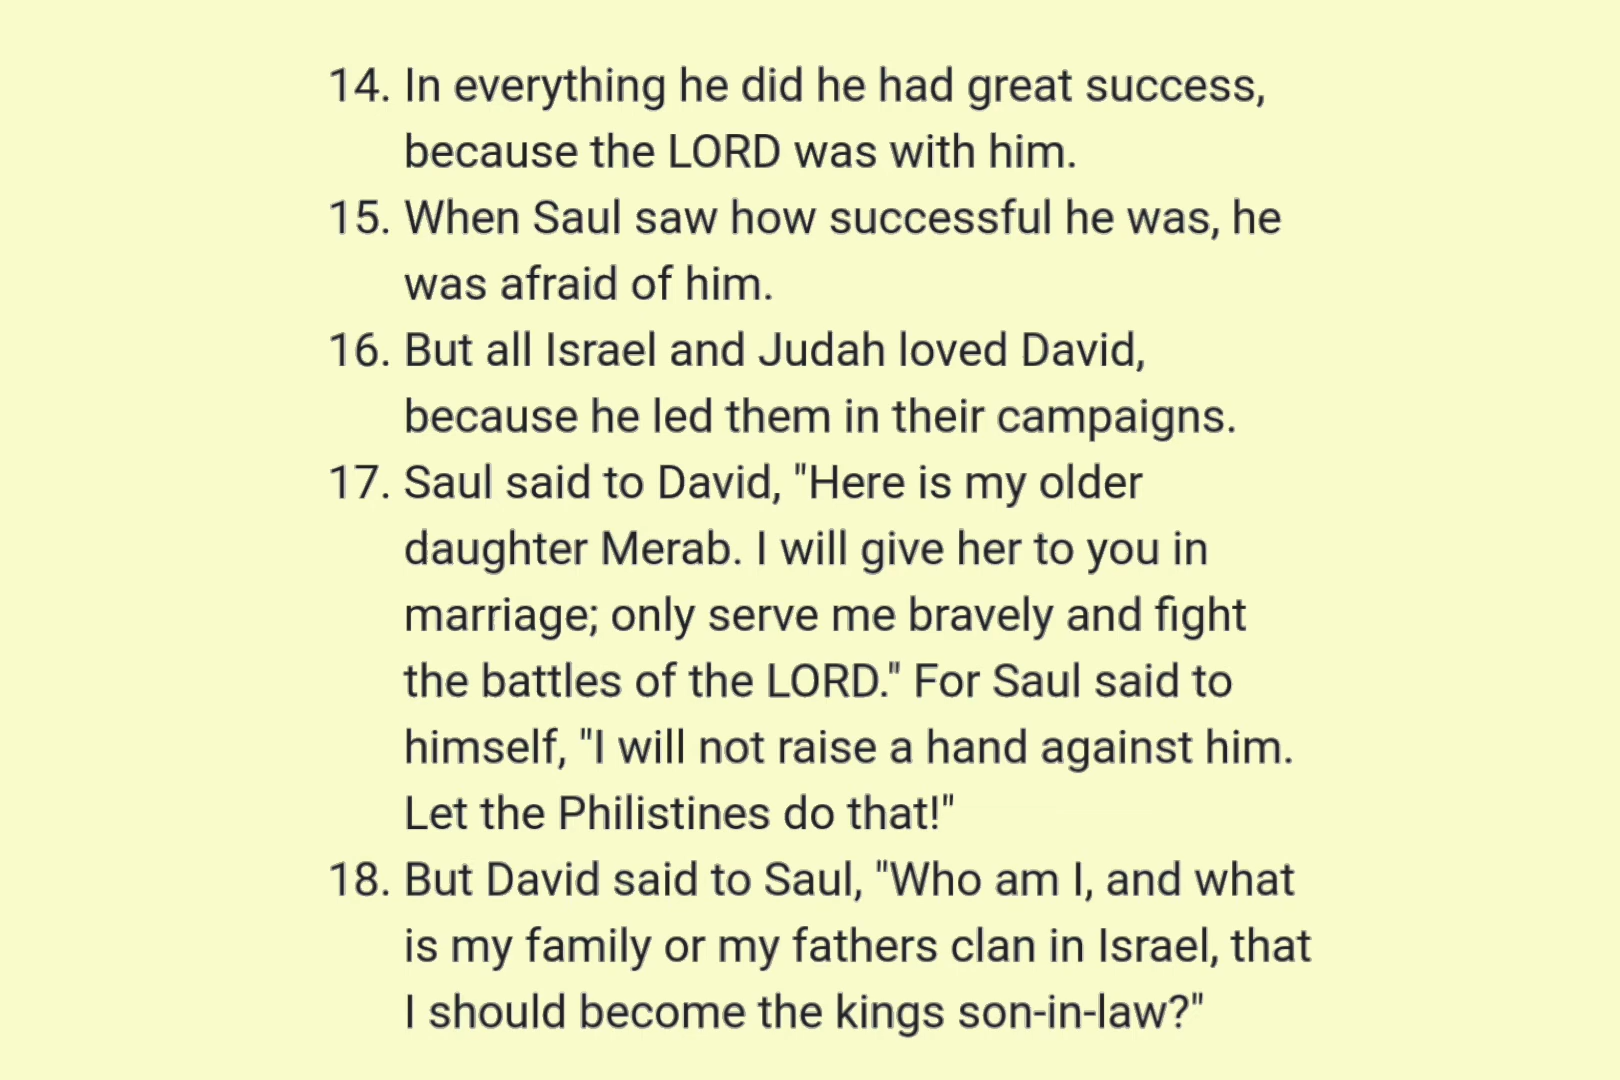 14. In everything he did he had great success,
because the LORD was with him.
15. When Saul saw how successful he was, he
was afraid of him.
16. But all Israel and Judah loved David,
because he led them in their campaigns.
17. Saul said to David, "Here is my older
daughter Merab. I will give her to you in
marriage; only serve me bravely and fight
the battles of the LORD." For Saul said to
himself, "I will not raise a hand against him.
Let the Philistines do that!"
18. But David said to Saul, "Who am I, and what
is my family or my fathers clan in Israel, that
I should become the kings son-in-law?"